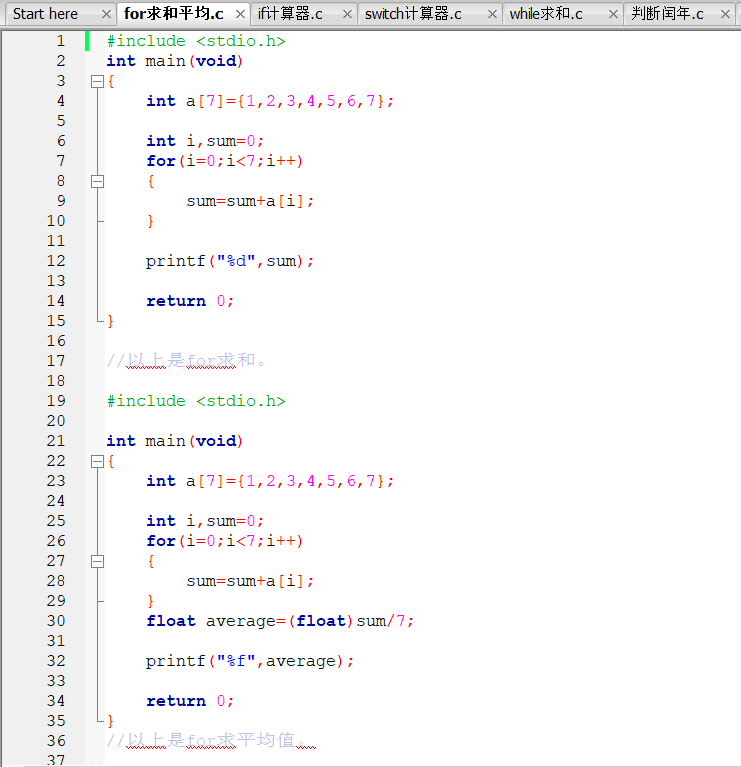 Start here for求和平均.c if计算器.c switch计算器.c while求和.c 判断闰年.c
1 #include <stdio.h>
2 int main(void)
3 {
4 int a[7]={1,2,3,4,5,6,7};
5
6 int i,sum=0;
7 for(i=0;i<7;i++)
8 {
9 sum=sum+a[i];
10 }
11
12 printf("%d",sum);
13
14 return 0;
15 }
16
17 //以上是for求和。
18
19 #include <stdio.h>
20
21 int main(void)
22 {
23 int a[7]={1,2,3,4,5,6,7};
24
25 int i,sum=0;
26 for(i=0;i<7;i++)
27 {
28 sum=sum+a[i];
29 }
30 float average=(float)sum/7;
31
32 printf("%f",average);
33
34 return 0;
35 }
36 //以上是for求平均值。
37